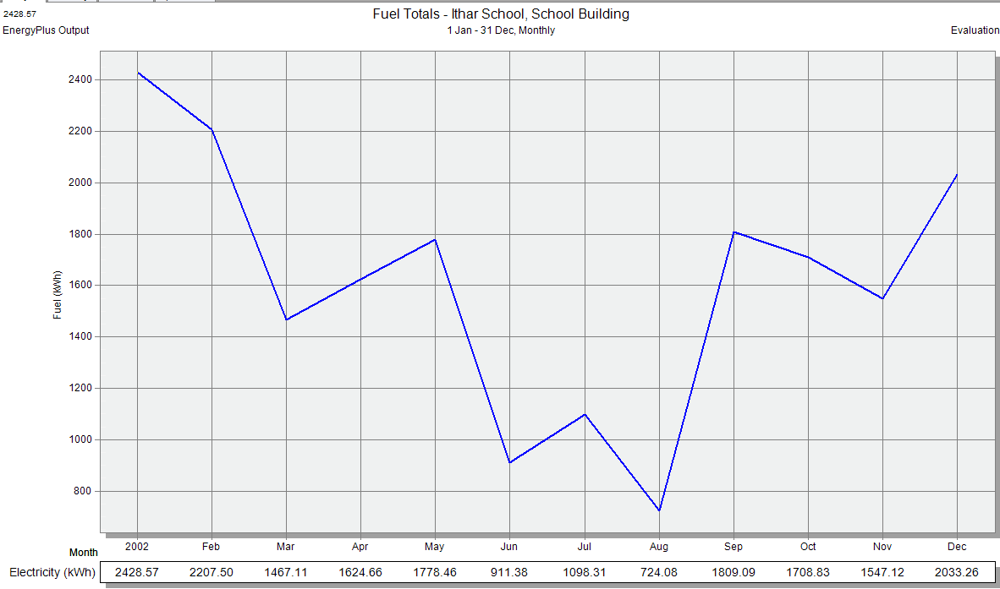 2428.57
Fuel Totals - Ithar School, School Building
EnergyPlus Output
1 Jan - 31 Dec, Monthly
Evaluation
2400
2200
2000
1800
1600
1400
1200
1000
800
Fuel (kWh)
Month
2002 Feb Mar Apr May Jun Jul Aug Sep Oct Nov Dec
Electricity (kWh) 2428.57 2207.50 1467.11 1624.66 1778.46 911.38 1098.31 724.08 1809.09 1708.83 1547.12 2033.26